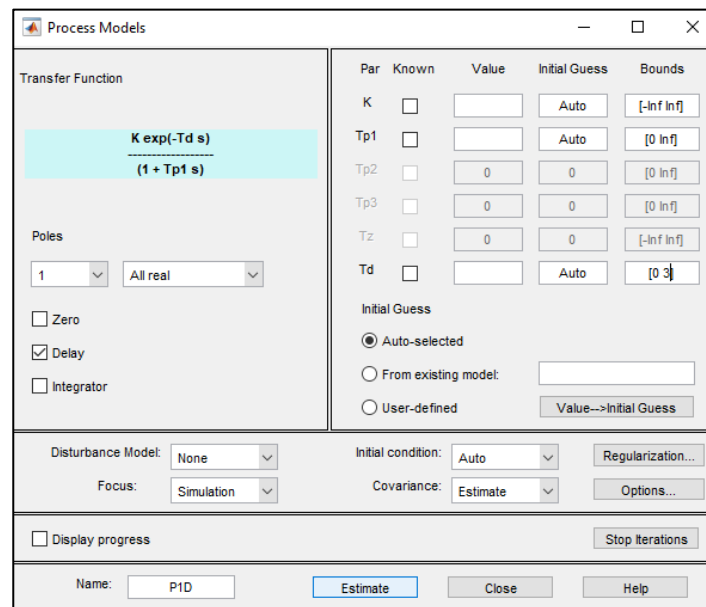 Process Models
Transfer Function
K exp(-Td s)
------------------
(1 + Tp1 s)
Poles
1 All real
Zero
Delay
Integrator
Par Known Value Initial Guess Bounds
K Auto [-Inf Inf]
Tp1 Auto [0 Inf]
Tp2 0 0 [0 Inf]
Tp3 0 0 [0 Inf]
Tz 0 0 [-Inf Inf]
Td Auto [0 3]
Initial Guess
Auto-selected
From existing model:
User-defined Value-->Initial Guess
Disturbance Model: None Initial condition: Auto Regularization...
Focus: Simulation Covariance: Estimate Options...
Display progress Stop Iterations
Name: P1D Estimate Close Help